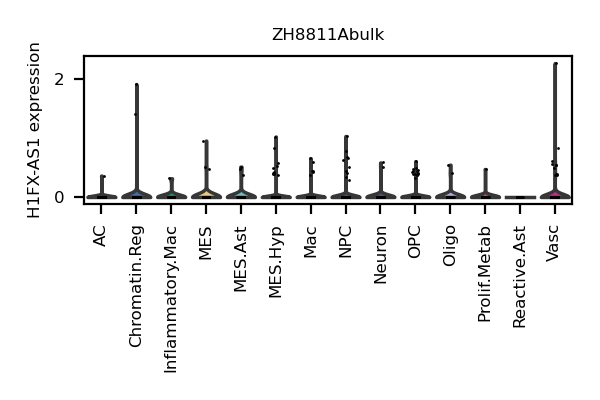 ZH8811Abulk
H1FX-AS1 expression
2
0
AC
Chromatin.Reg
Inflammatory.Mac
MES
MES.Ast
MES.Hyp
Mac
NPC
Neuron
OPC
Oligo
Prolif.Metab
Reactive.Ast
Vasc